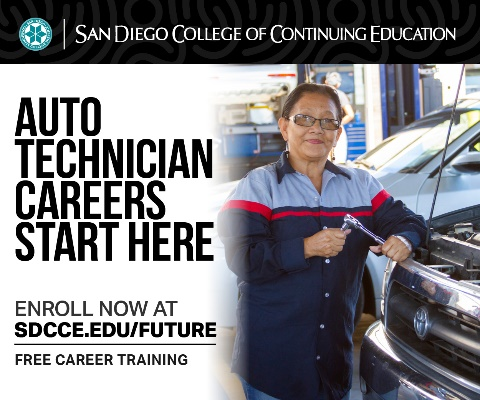 SAN DIEGO COLLEGE OF CONTINUING EDUCATION
AUTO
TECHNICIAN
CAREERS
START HERE
ENROLL NOW AT
SDCCE.EDU/FUTURE
FREE CAREER TRAINING